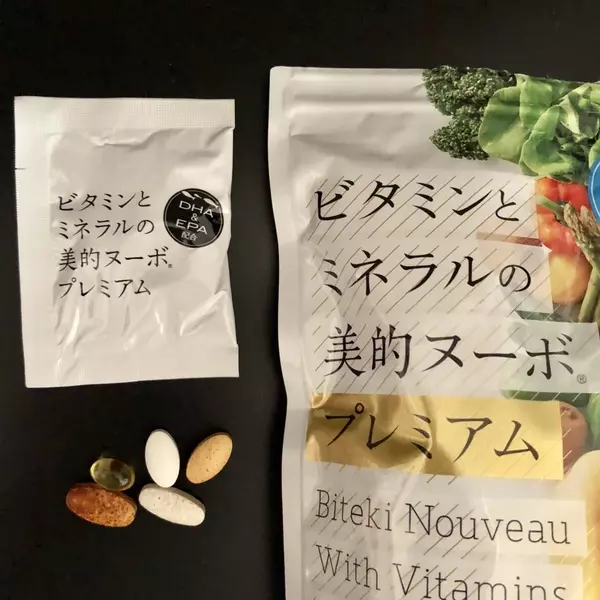 ビタミンと
ミネラルの
美的ヌーボ®
プレミアム
DHA
&
EPA
配合
ビタミンと
ミネラルの
美的ヌーボ®
プレミアム
Biteki Nouveau
With Vitamins